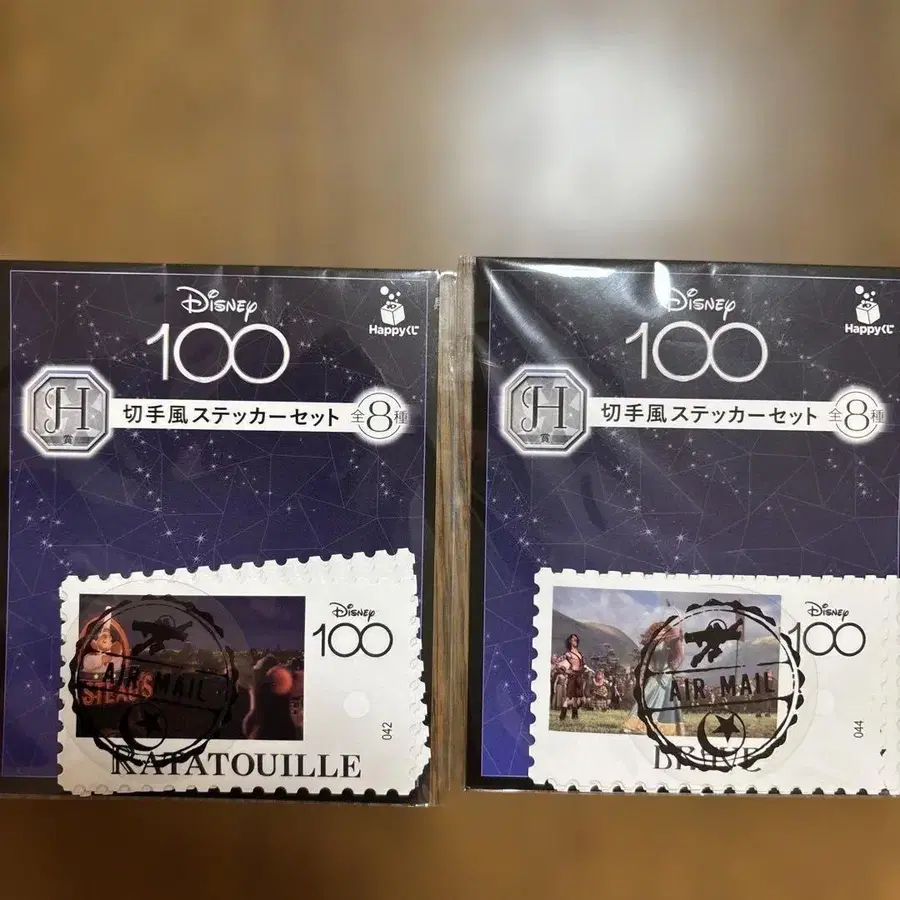 Disney
100
Happyくじ
H
賞
切手風ステッカーセット
全8種
Disney
100
AIR MAIL
STEAKS
042
RATATOUILLE
Disney
100
Happyくじ
H
賞
切手風ステッカーセット
全8種
Disney
100
AIR MAIL
044
BRAVE